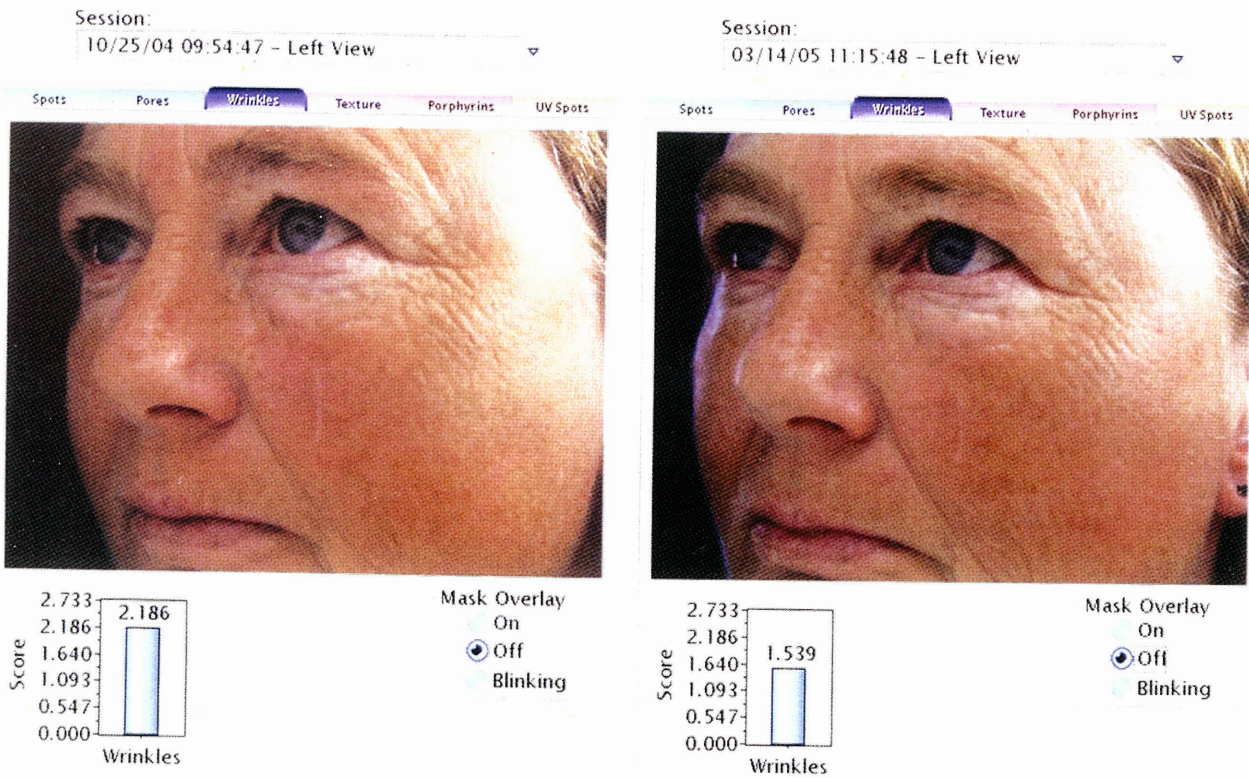 Session:
10/25/04 09:54:47 - Left View
Spots Pores Wrinkles Texture Porphyrins UV Spots
2.733
2.186
1.640
1.093
0.547
0.000
Score
2.186
Wrinkles
Mask Overlay
On
Off
Blinking
Session:
03/14/05 11:15:48 - Left View
Spots Pores Wrinkles Texture Porphyrins UV Spots
2.733
2.186
1.640
1.093
0.547
0.000
Score
1.539
Wrinkles
Mask Overlay
On
Off
Blinking